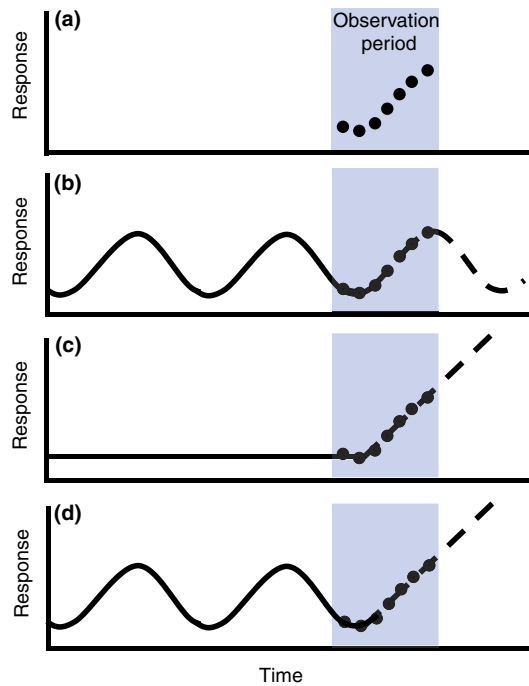 (a)
Observation
period
Response
(b)
Response
(c)
Response
(d)
Response
Time